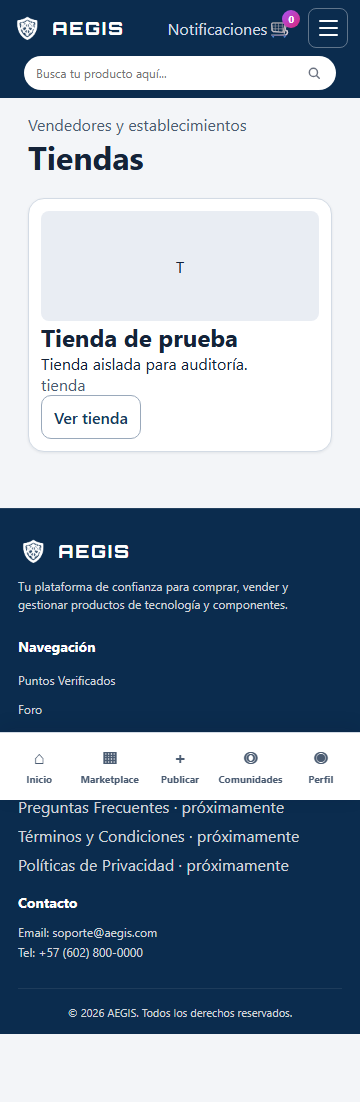 AEGIS
Notificaciones
0
Busca tu producto aquí...
Vendedores y establecimientos
Tiendas
T
Tienda de prueba
Tienda aislada para auditoría.
tienda
Ver tienda
AEGIS
Tu plataforma de confianza para comprar, vender y
gestionar productos de tecnología y componentes.
Navegación
Puntos Verificados
Foro
Inicio
Marketplace
Publicar
Comunidades
Perfil
Preguntas Frecuentes · próximamente
Términos y Condiciones · próximamente
Políticas de Privacidad · próximamente
Contacto
Email: soporte@aegis.com
Tel: +57 (602) 800-0000
© 2026 AEGIS. Todos los derechos reservados.